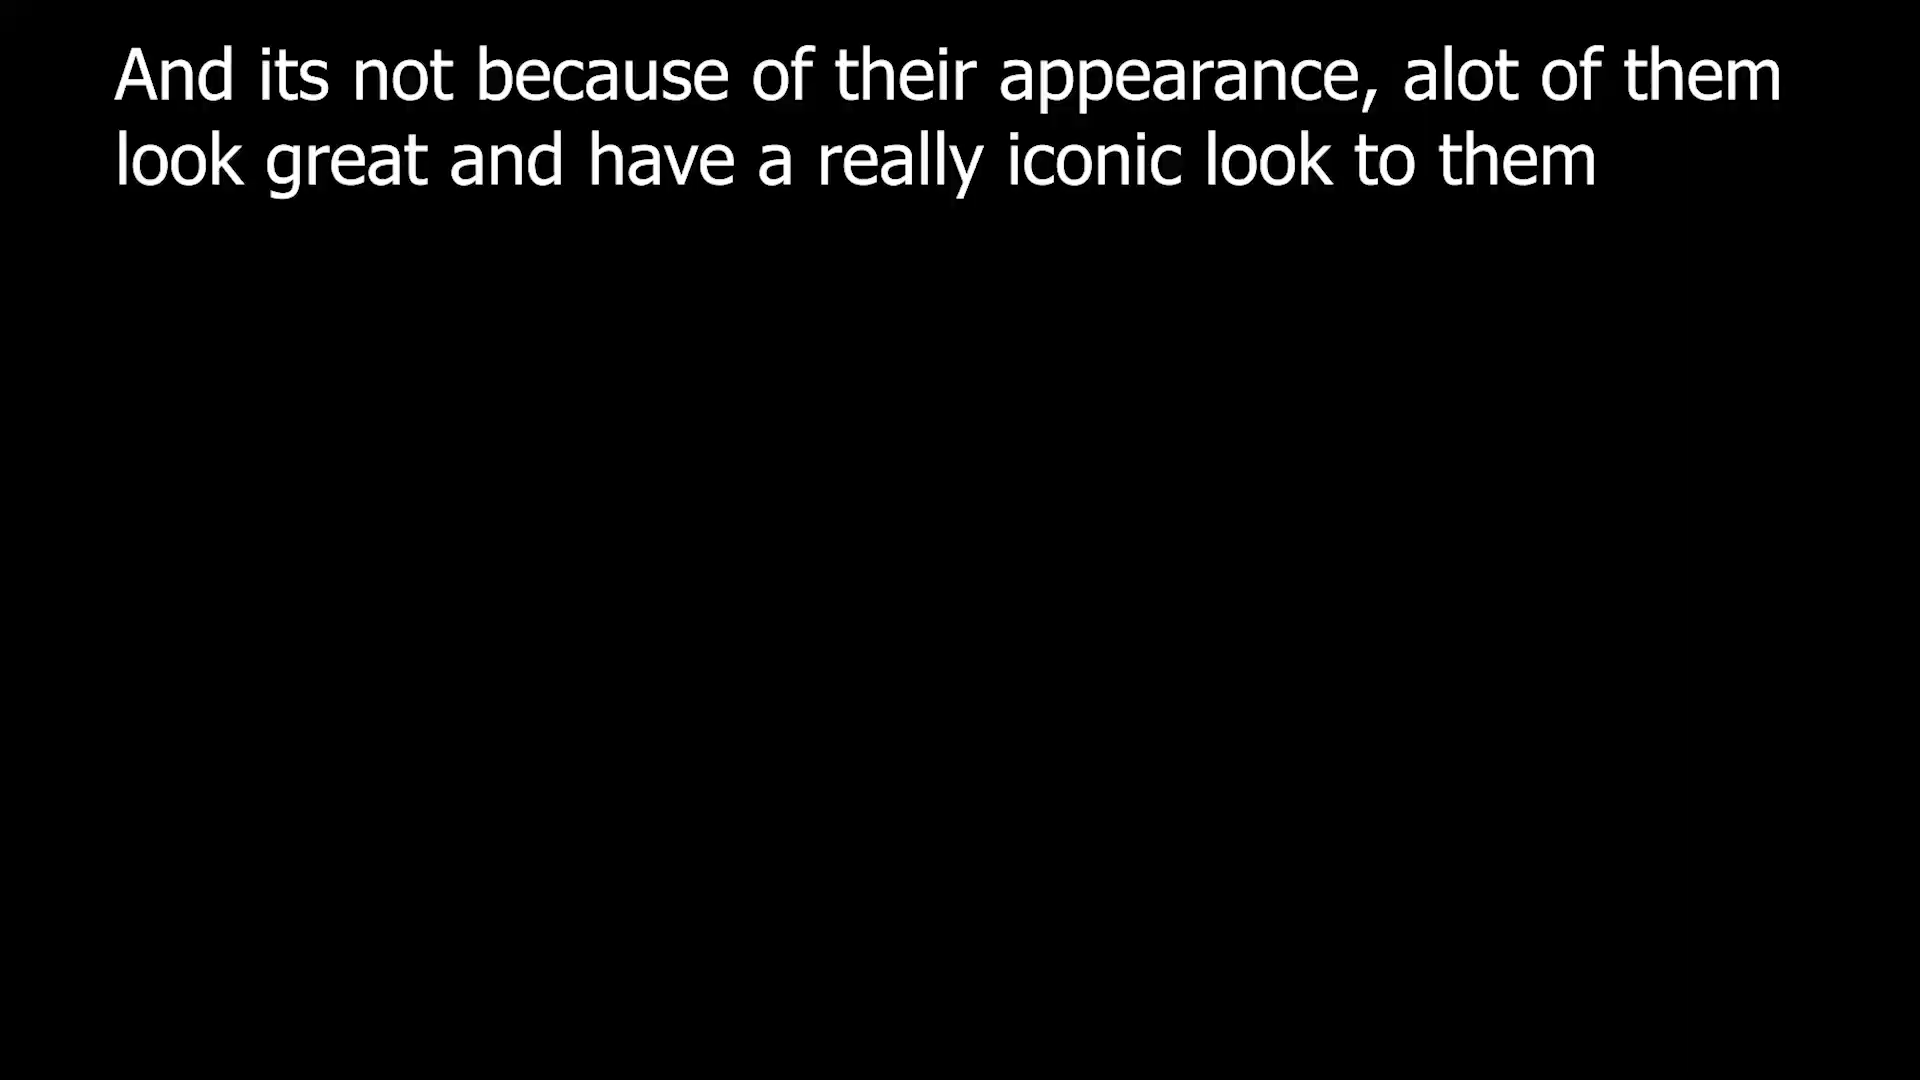 And its not because of their appearance, alot of them
look great and have a really iconic look to them